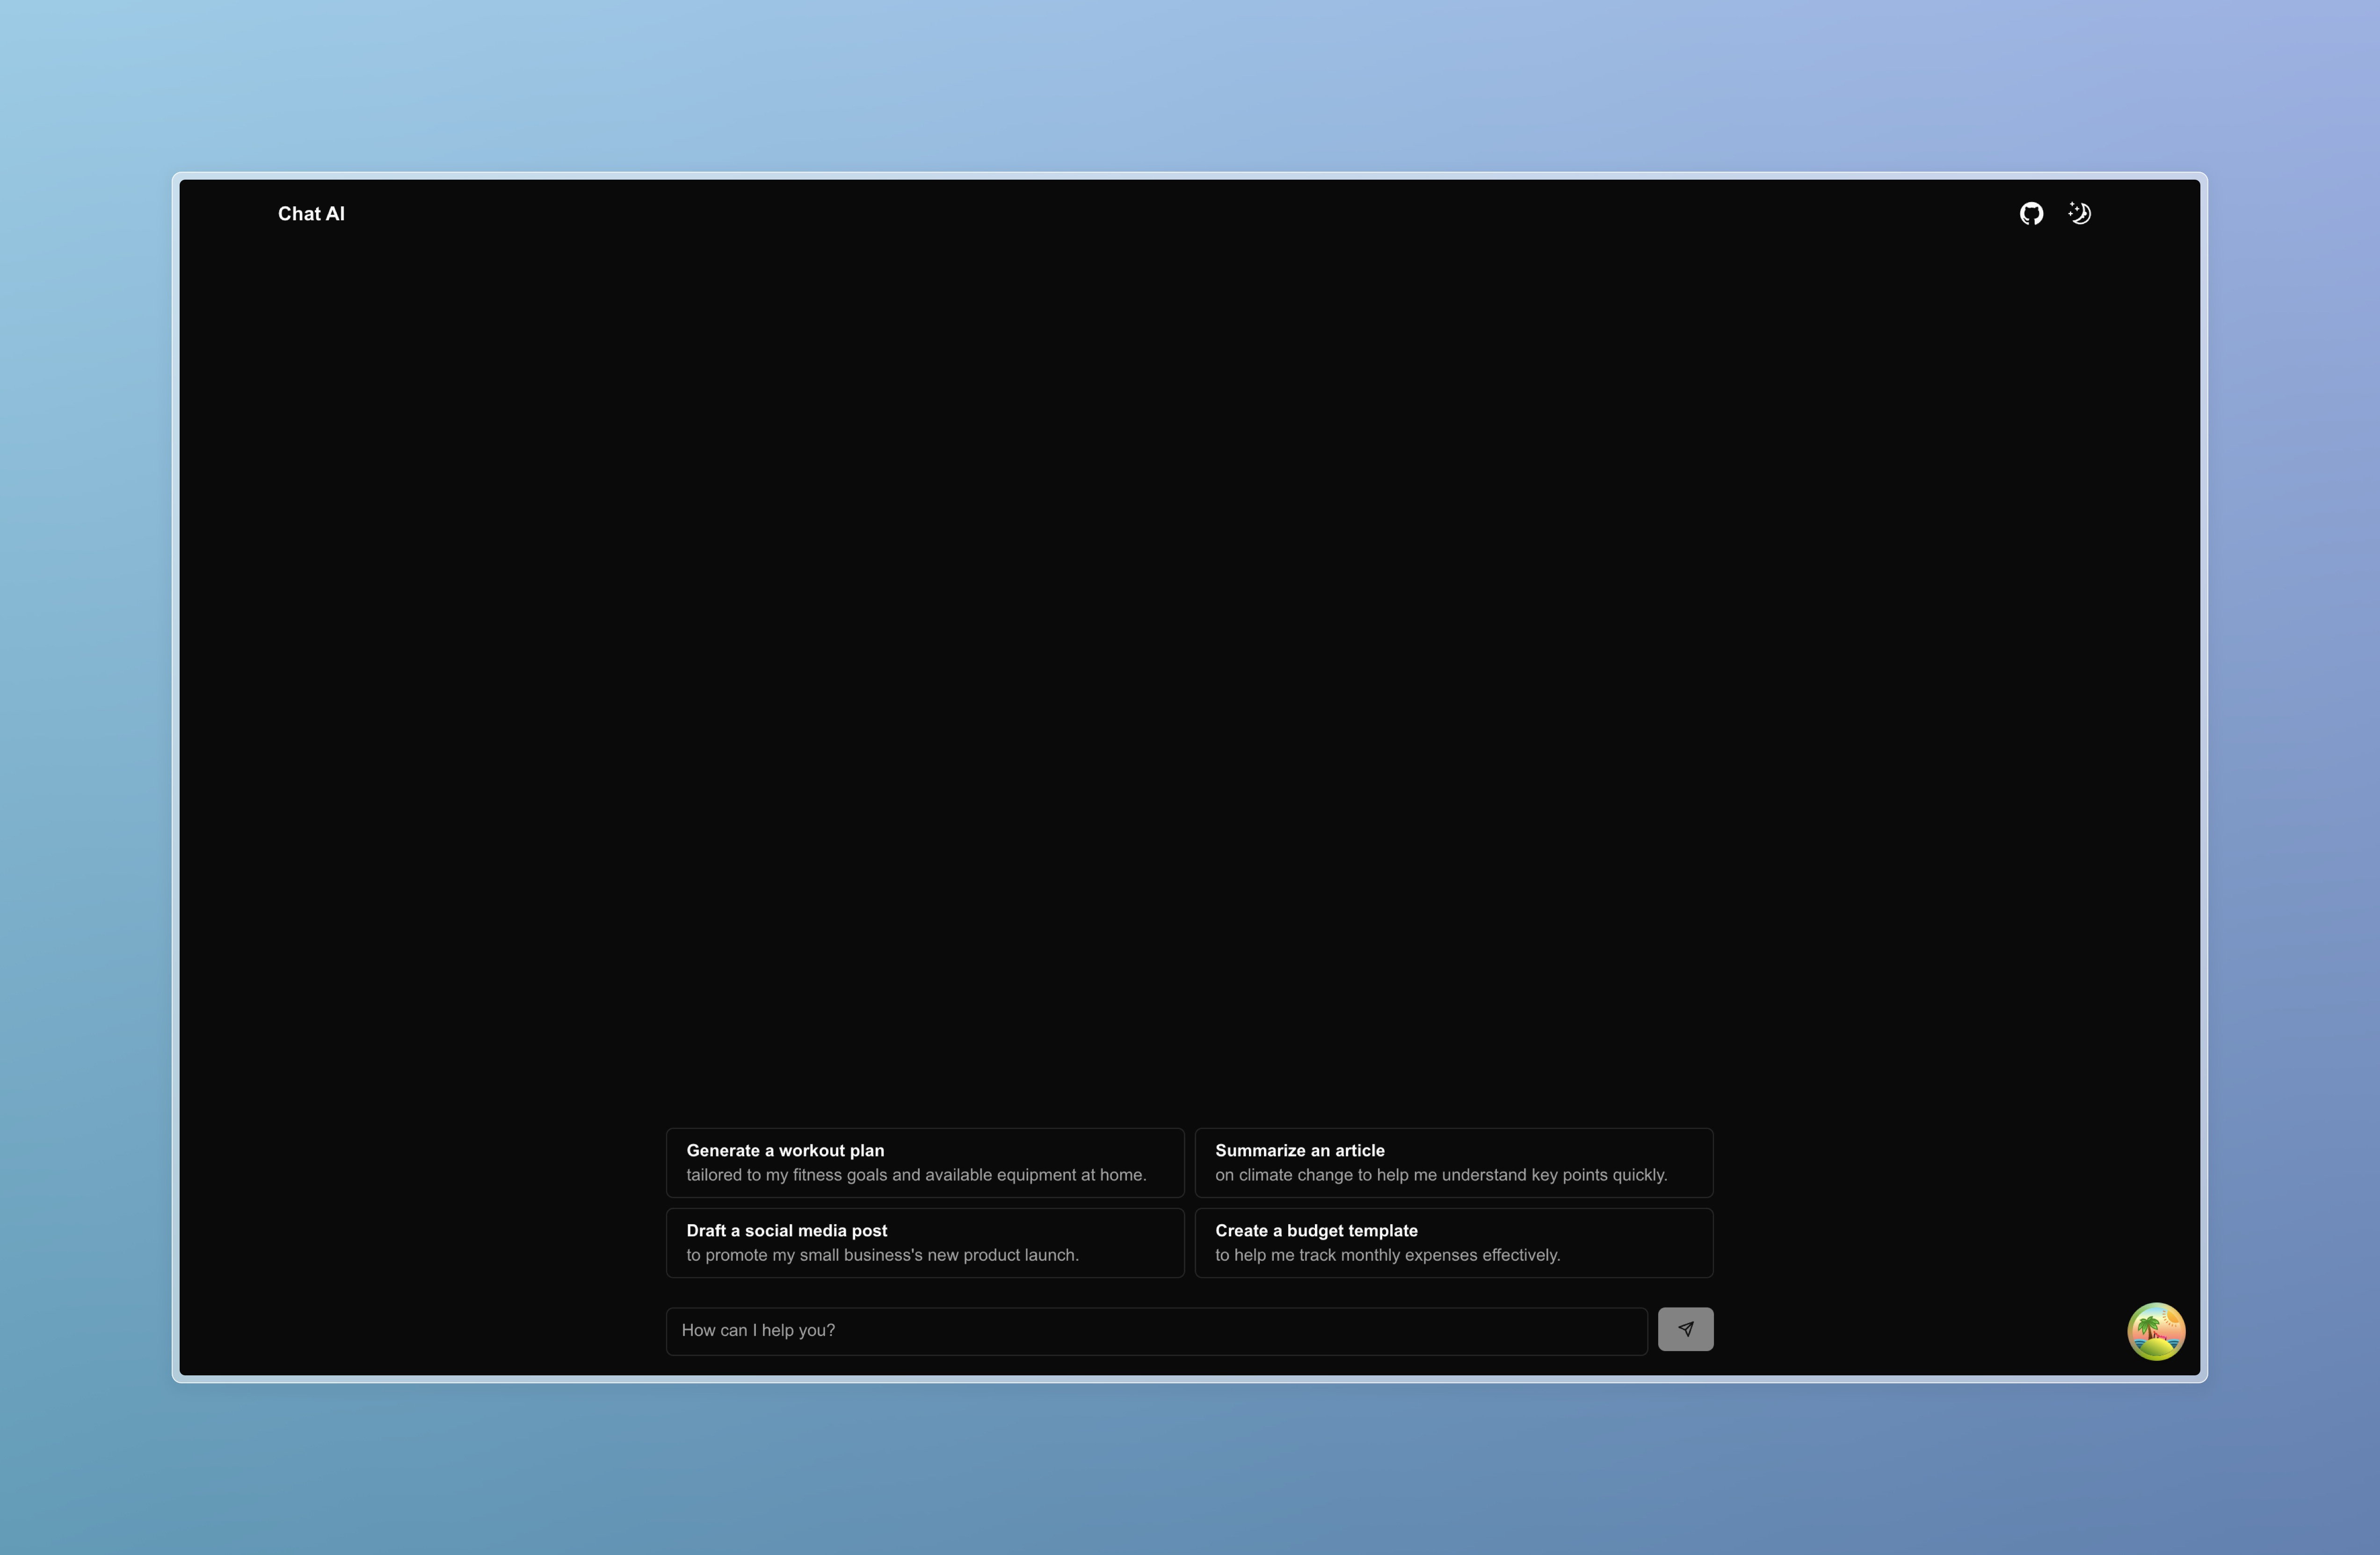 Chat AI
Generate a workout plan
tailored to my fitness goals and available equipment at home.
Summarize an article
on climate change to help me understand key points quickly.
Draft a social media post
to promote my small business's new product launch.
Create a budget template
to help me track monthly expenses effectively.
How can I help you?